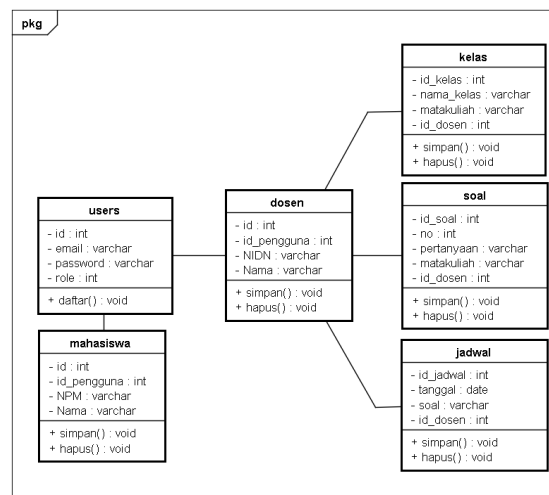 pkg
kelas
- id_kelas : int
- nama_kelas : varchar
- matakuliah : varchar
- id_dosen : int
+ simpan() : void
+ hapus() : void
users
- id : int
- email : varchar
- password : varchar
- role : int
+ daftar() : void
dosen
- id : int
- id_pengguna : int
- NIDN : varchar
- Nama : varchar
+ simpan() : void
+ hapus() : void
soal
- id_soal : int
- no : int
- pertanyaan : varchar
- matakuliah : varchar
- id_dosen : int
+ simpan() : void
+ hapus() : void
mahasiswa
- id : int
- id_pengguna : int
- NPM : varchar
- Nama : varchar
+ simpan() : void
+ hapus() : void
jadwal
- id_jadwal : int
- tanggal : date
- soal : varchar
- id_dosen : int
+ simpan() : void
+ hapus() : void